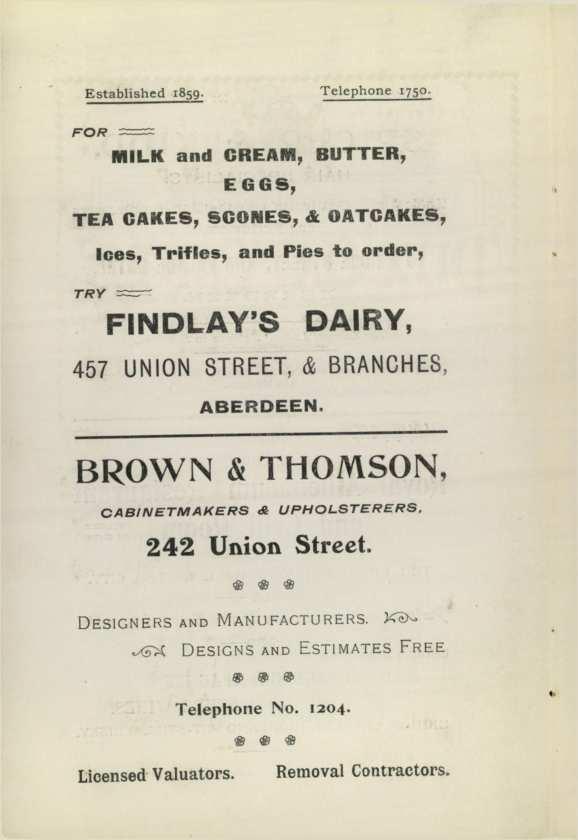 Established 1859. Telephone 1750.
FOR
MILK and CREAM, BUTTER,
EGGS,
TEA CAKES, SCONES, & OATCAKES,
Ices, Trifles, and Pies to order,
TRY
FINDLAY'S DAIRY,
457 UNION STREET, & BRANCHES,
ABERDEEN.
BROWN & THOMSON,
CABINETMAKERS & UPHOLSTERERS,
242 Union Street.
DESIGNERS AND MANUFACTURERS.
DESIGNS AND ESTIMATES FREE
Telephone No. 1204.
Licensed Valuators. Removal Contractors.